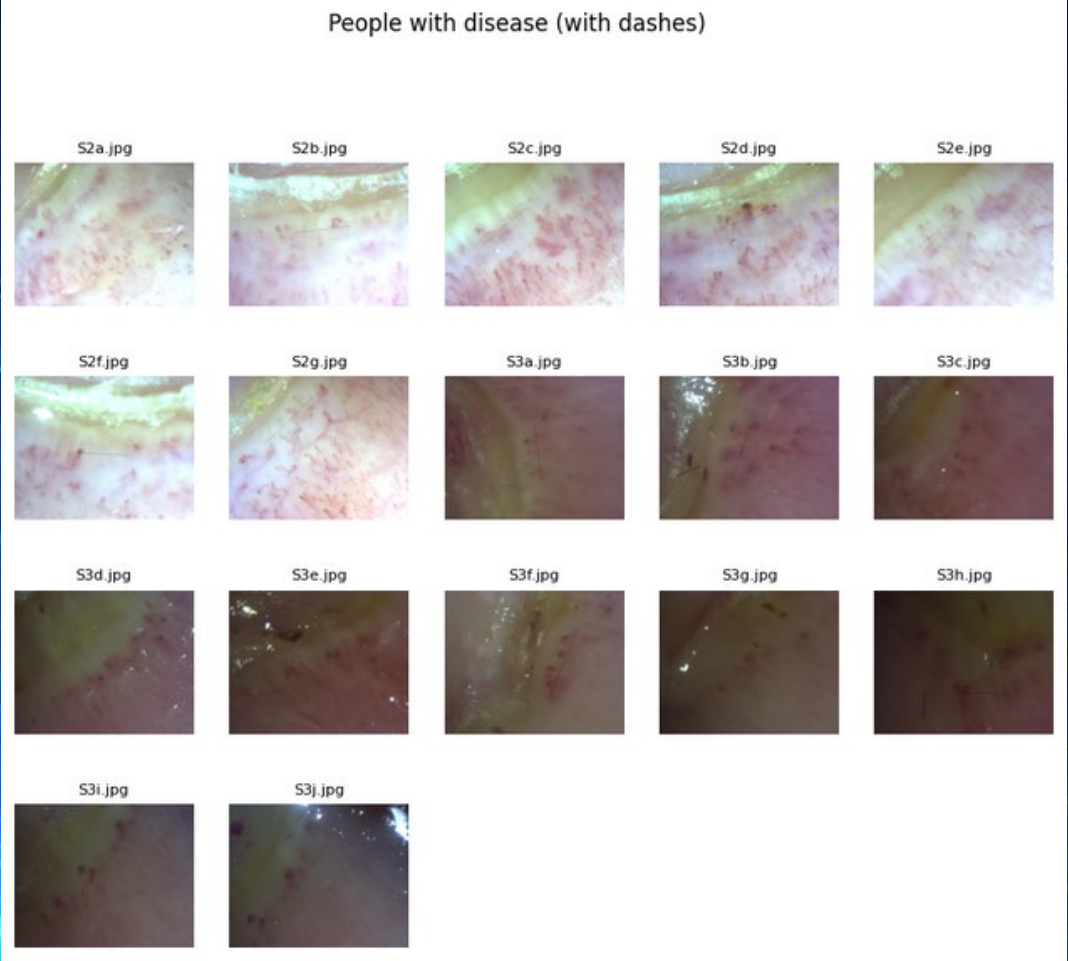 People with disease (with dashes)
S2a.jpg S2b.jpg S2c.jpg S2d.jpg S2e.jpg
S2f.jpg S2g.jpg S3a.jpg S3b.jpg S3c.jpg
S3d.jpg S3e.jpg S3f.jpg S3g.jpg S3h.jpg
S3i.jpg S3j.jpg